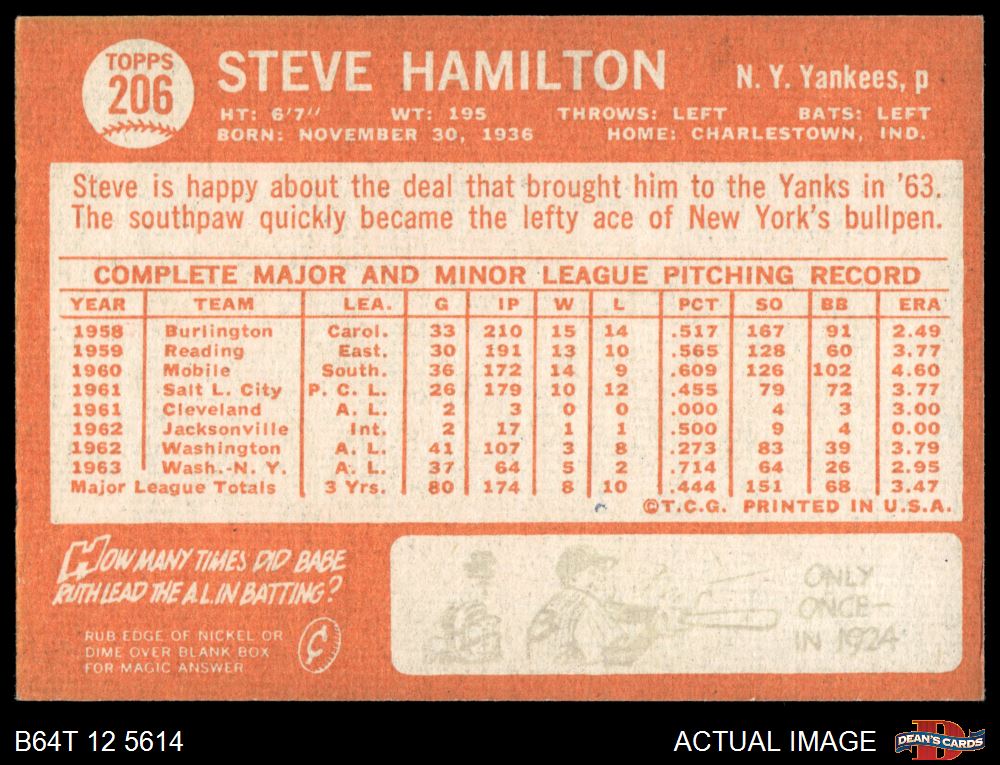 TOPPS
206
STEVE HAMILTON
N. Y. Yankees, p
HT: 6'7" WT: 195 THROWS: LEFT BATS: LEFT
BORN: NOVEMBER 30, 1936 HOME: CHARLESTOWN, IND.
Steve is happy about the deal that brought him to the Yanks in '63.
The southpaw quickly became the lefty ace of New York's bullpen.
COMPLETE MAJOR AND MINOR LEAGUE PITCHING RECORD
YEAR TEAM LEA. G IP W L PCT SO BB ERA
1958 Burlington Carol. 33 210 15 14 .517 167 91 2.49
1959 Reading East. 30 191 13 10 .565 128 60 3.77
1960 Mobile South. 36 172 14 9 .609 126 102 4.60
1961 Salt L. City P. C. L. 26 179 10 12 .455 79 72 3.77
1961 Cleveland A. L. 2 3 0 0 .000 4 3 3.00
1962 Jacksonville Int. 2 17 1 1 .500 9 4 0.00
1962 Washington A. L. 41 107 3 8 .273 83 39 3.79
1963 Wash.-N. Y. A. L. 37 64 5 2 .714 64 26 2.95
Major League Totals 3 Yrs. 80 174 8 10 .444 151 68 3.47
©T.C.G. PRINTED IN U.S.A.
HOW MANY TIMES DID BABE
RUTH LEAD THE A.L. IN BATTING?
RUB EDGE OF NICKEL OR
DIME OVER BLANK BOX
FOR MAGIC ANSWER
¢
ONLY
ONCE-
IN 1924
B64T 12 5614
ACTUAL IMAGE
DEAN'S CARDS